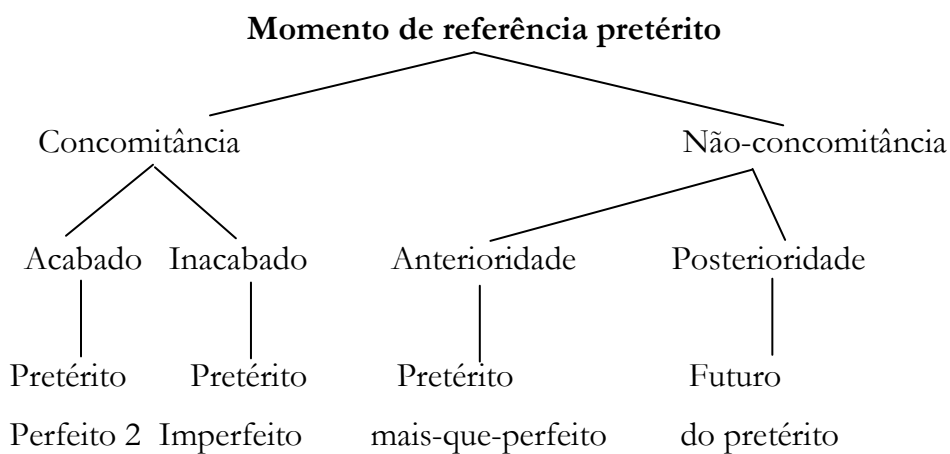 Momento de referência pretérito
Concomitância Não-concomitância
Acabado Inacabado Anterioridade Posterioridade
Pretérito Pretérito Pretérito Futuro
Perfeito 2 Imperfeito mais-que-perfeito do pretérito